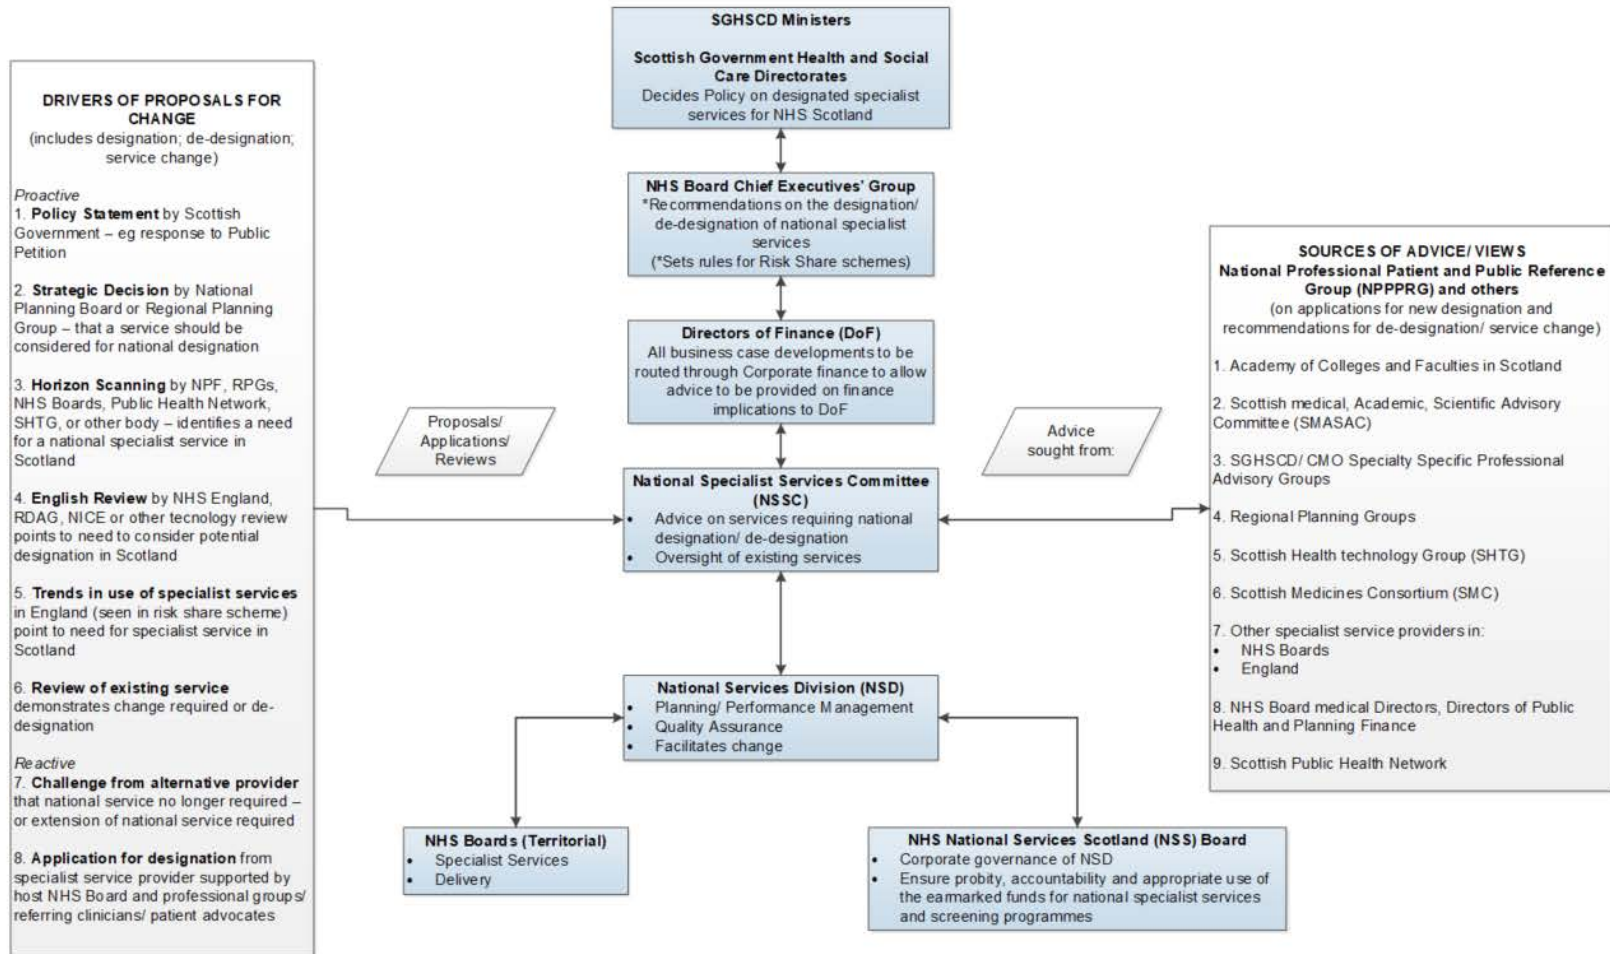 SGHSCD Ministers
Scottish Government Health and Social
Care Directorates
Decides Policy on designated specialist
services for NHS Scotland
DRIVERS OF PROPOSALS FOR
CHANGE
(includes designation; de-designation;
service change)
Proactive
1. Policy Statement by Scottish
Government – eg response to Public
Petition
2. Strategic Decision by National
Planning Board or Regional Planning
Group – that a service should be
considered for national designation
3. Horizon Scanning by NPF, RPGs,
NHS Boards, Public Health Network,
SHTG, or other body – identifies a need
for a national specialist service in
Scotland
4. English Review by NHS England,
RDAG, NICE or other tecnology review
points to need to consider potential
designation in Scotland
5. Trends in use of specialist services
in England (seen in risk share scheme)
point to need for specialist service in
Scotland
6. Review of existing service
demonstrates change required or de-
designation
Reactive
7. Challenge from alternative provider
that national service no longer required –
or extension of national service required
8. Application for designation from
specialist service provider supported by
host NHS Board and professional groups/
referring clinicians/ patient advocates
NHS Board Chief Executives' Group
*Recommendations on the designation/
de-designation of national specialist
services
(*Sets rules for Risk Share schemes)
Directors of Finance (DoF)
All business case developments to be
routed through Corporate finance to allow
advice to be provided on finance
implications to DoF
Proposals/
Applications/
Reviews
Advice
sought from:
National Specialist Services Committee
(NSSC)
• Advice on services requiring national
designation/ de-designation
• Oversight of existing services
National Services Division (NSD)
• Planning/ Performance Management
• Quality Assurance
• Facilitates change
NHS Boards (Territorial)
• Specialist Services
• Delivery
NHS National Services Scotland (NSS) Board
• Corporate governance of NSD
• Ensure probity, accountability and appropriate use of
the earmarked funds for national specialist services
and screening programmes
SOURCES OF ADVICE/ VIEWS
National Professional Patient and Public Reference
Group (NPPPRG) and others
(on applications for new designation and
recommendations for de-designation/ service change)
1. Academy of Colleges and Faculties in Scotland
2. Scottish medical, Academic, Scientific Advisory
Committee (SMASAC)
3. SGHSCD/ CMO Specialty Specific Professional
Advisory Groups
4. Regional Planning Groups
5. Scottish Health technology Group (SHTG)
6. Scottish Medicines Consortium (SMC)
7. Other specialist service providers in:
• NHS Boards
• England
8. NHS Board medical Directors, Directors of Public
Health and Planning Finance
9. Scottish Public Health Network